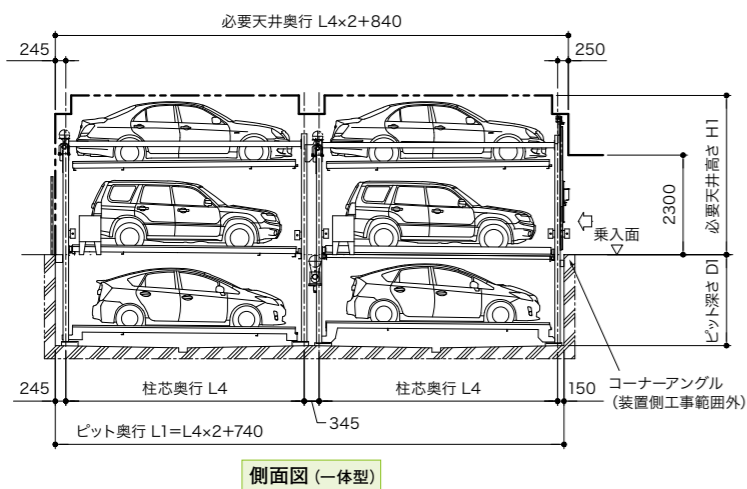 必要天井奥行 L4×2+840
245
250
必要天井高さ H1
2300
乗入面
ピット深さ D1
コーナーアングル
（装置側工事範囲外）
245
柱芯奥行 L4
柱芯奥行 L4
150
345
ピット奥行 L1=L4×2+740
側面図（一体型）